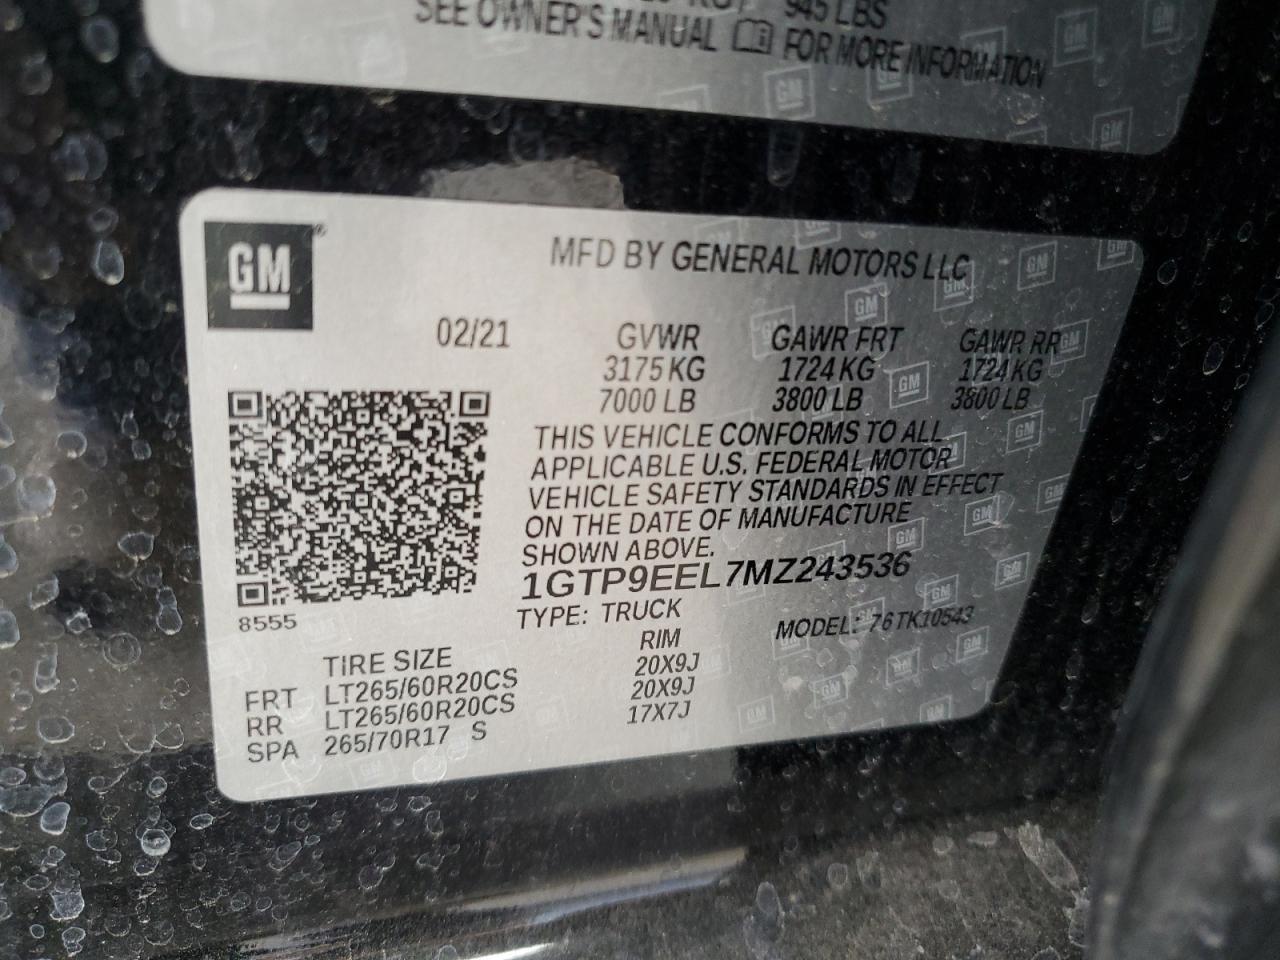 945 LBS
SEE OWNER'S MANUAL FOR MORE INFORMATION
GM
MFD BY GENERAL MOTORS LLC
02/21
GVWR GAWR FRT GAWR RR
3175 KG 1724 KG 1724 KG
7000 LB 3800 LB 3800 LB
THIS VEHICLE CONFORMS TO ALL
APPLICABLE U.S. FEDERAL MOTOR
VEHICLE SAFETY STANDARDS IN EFFECT
ON THE DATE OF MANUFACTURE
SHOWN ABOVE.
1GTP9EEL7MZ243536
8555
TYPE: TRUCK MODEL: 76TK10543
TIRE SIZE RIM
FRT LT265/60R20CS 20X9J
RR LT265/60R20CS 20X9J
SPA 265/70R17 S 17X7J